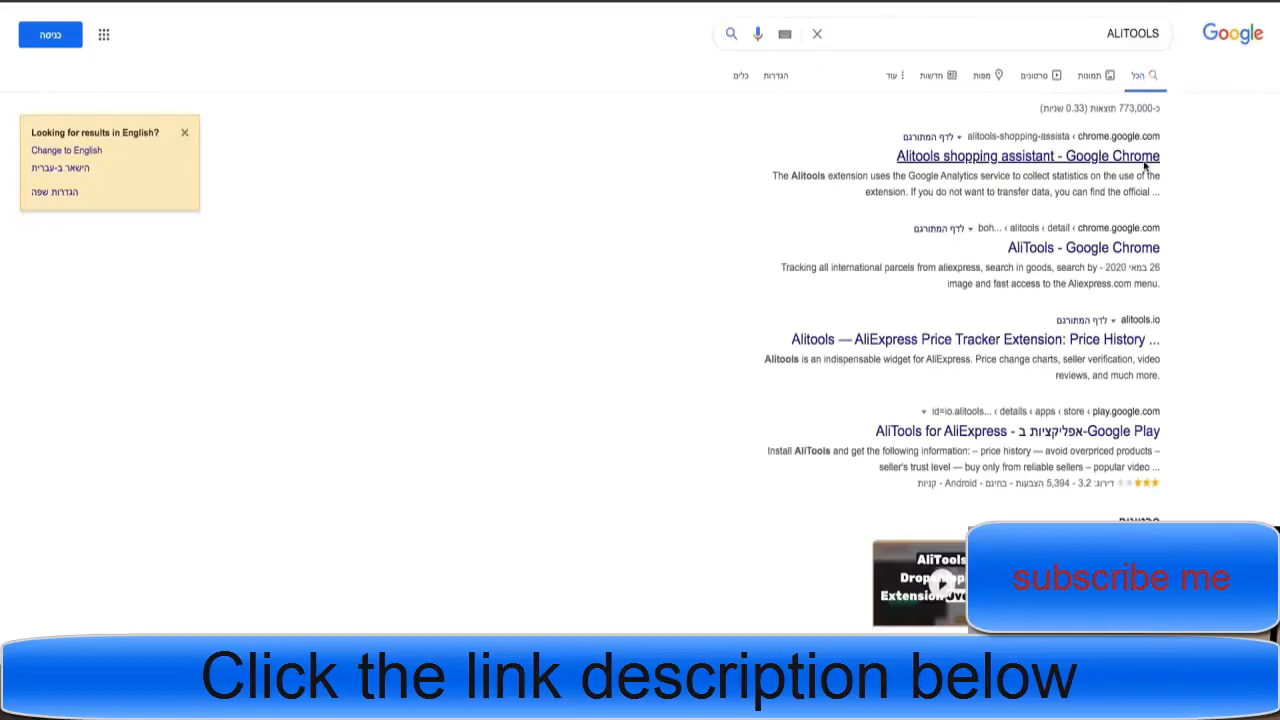 ALITOOLS
Google
כניסה
הכל
תמונות
סרטונים
מפות
חדשות
עוד
הגדרות
כלים
כ-773,000 תוצאות (0.33 שניות)
Looking for results in English?
Change to English
הישאר ב-עברית
הגדרות שפה
chrome.google.com › alitools-shopping-assista לדף המתורגם
Alitools shopping assistant - Google Chrome
The Alitools extension uses the Google Analytics service to collect statistics on the use of the
extension. If you do not want to transfer data, you can find the official ...
chrome.google.com › detail › alitools › boh... לדף המתורגם
AliTools - Google Chrome
26 במאי 2020 - Tracking all international parcels from aliexpress, search in goods, search by
image and fast access to the Aliexpress.com menu.
alitools.io לדף המתורגם
Alitools — AliExpress Price Tracker Extension: Price History ...
Alitools is an indispensable widget for AliExpress. Price change charts, seller verification, video
reviews, and much more.
play.google.com › store › apps › details › id=io.alitools...
AliTools for AliExpress - אפליקציות ב-Google Play
Install AliTools and get the following information: – price history — avoid overpriced products –
seller's trust level — buy only from reliable sellers – popular video ...
דירוג: 3.2 - 5,394 הצבעות - בחינם - Android - קניות
AliTools
Extension
subscribe me
Click the link description below